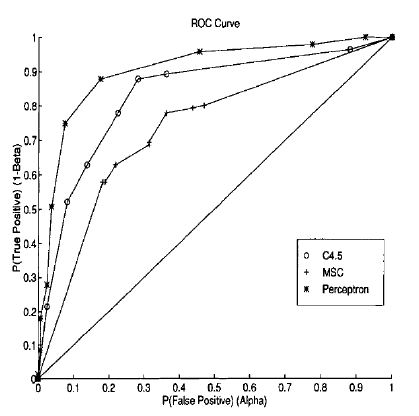 ROC Curve
P(True Positive) (1-Beta)
1
0.9
0.8
0.7
0.6
0.5
0.4
0.3
0.2
0.1
0
C4.5
MSC
Perceptron
0 0.1 0.2 0.3 0.4 0.5 0.6 0.7 0.8 0.9 1
P(False Positive) (Alpha)